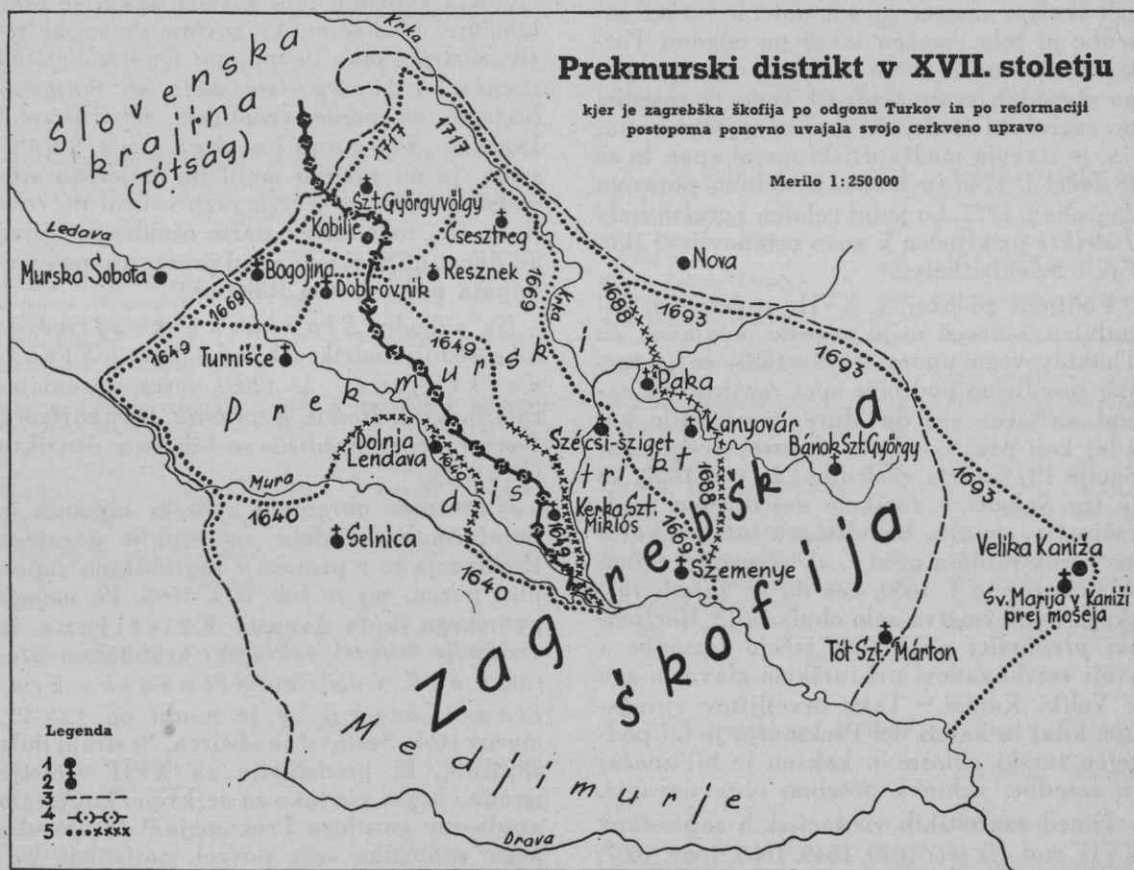 Prekmurski distrikt v XVII. stoletju
kjer je zagrebška škofija po odgonu Turkov in po reformaciji
postopoma ponovno uvajala svojo cerkveno upravo
Merilo 1 : 250 000
Slovenska
krajina
(Tótság)
Krka
1717
1717
Szt. Györgyvölgy
Kobilje
Csesztreg
Ledova
Murska Sobota
Bogojina
Resznek
Dobrovnik
Nova
1669
1649
1669
Krka
1688
1693
1649
Turnišče
1693
Prekmurski distrikt
Paka
Kanyovár
Dolnja
Lendava
Szécsi-sziget
Bánok Szt. György
1693
Mura
1640
1640
1688
Kerka Szt.
Miklós
1649
1669
Selnica
Szemenye
Velika Kaniža
1640
Sv. Marija v Kaniži
prej mošeja
Zagrebška
škofija
Tót Szt. Márton
Medjimurje
Drava
Legenda
1
2
3
4
5